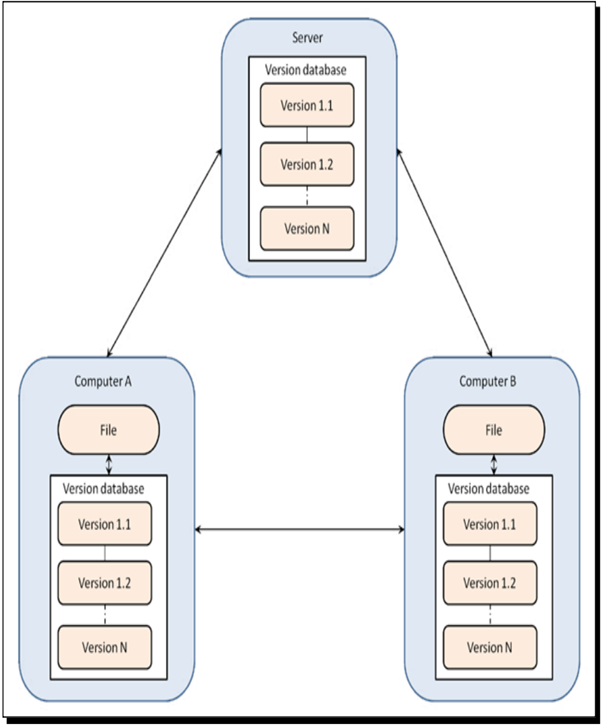 Server
Version database
Version 1.1
Version 1.2
Version N
Computer A
File
Version database
Version 1.1
Version 1.2
Version N
Computer B
File
Version database
Version 1.1
Version 1.2
Version N